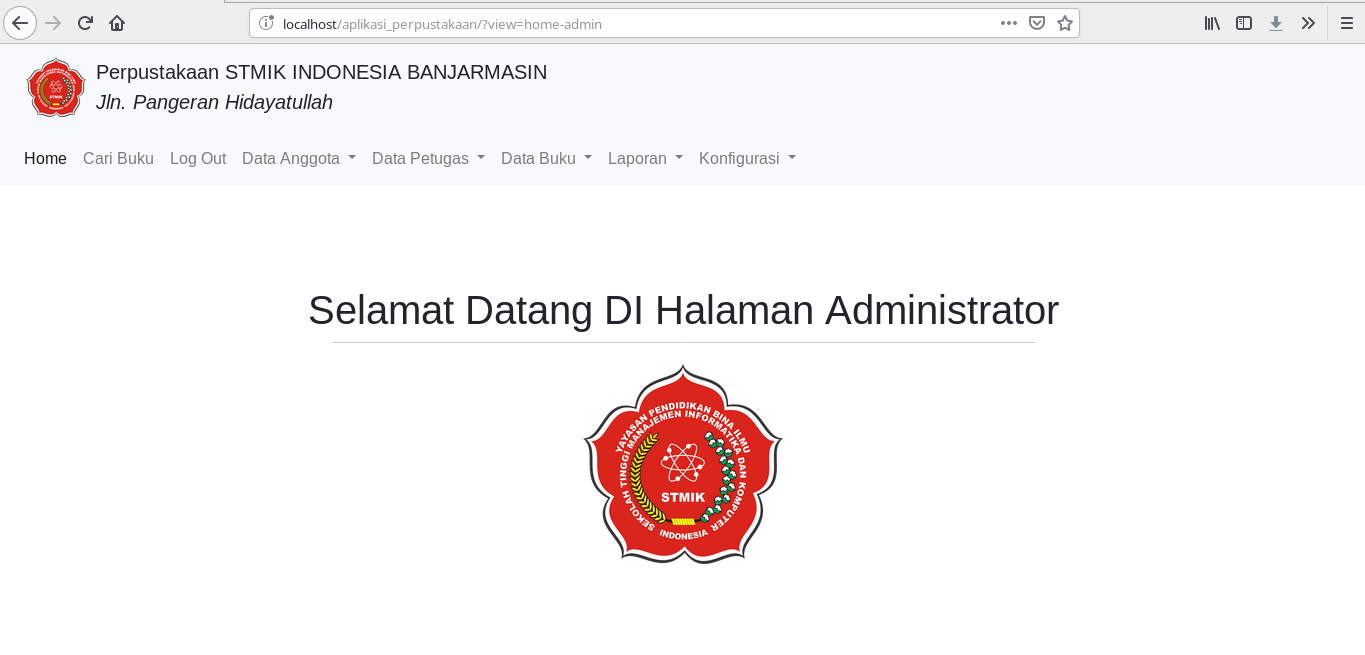 localhost/aplikasi_perpustakaan/?view=home-admin
Perpustakaan STMIK INDONESIA BANJARMASIN
Jln. Pangeran Hidayatullah
Home Cari Buku Log Out Data Anggota Data Petugas Data Buku Laporan Konfigurasi
Selamat Datang DI Halaman Administrator
YAYASAN PENDIDIKAN BINA ILMU
SEKOLAH TINGGI MANAJEMEN INFORMATIKA DAN KOMPUTER
STMIK
INDONESIA